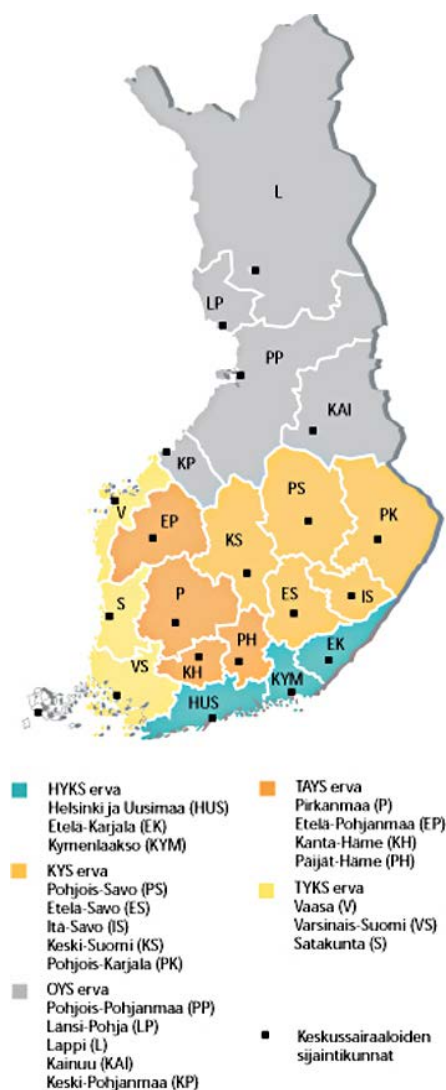 L
LP
PP
KAI
KP
PS
V
EP
KS
PK
P
ES
IS
S
PH
EK
VS
KH
KYM
HUS
HYKS erva
Helsinki ja Uusimaa (HUS)
Etelä-Karjala (EK)
Kymenlaakso (KYM)
KYS erva
Pohjois-Savo (PS)
Etelä-Savo (ES)
Itä-Savo (IS)
Keski-Suomi (KS)
Pohjois-Karjala (PK)
OYS erva
Pohjois-Pohjanmaa (PP)
Länsi-Pohja (LP)
Lappi (L)
Kainuu (KAI)
Keski-Pohjanmaa (KP)
TAYS erva
Pirkanmaa (P)
Etelä-Pohjanmaa (EP)
Kanta-Häme (KH)
Päijät-Häme (PH)
TYKS erva
Vaasa (V)
Varsinais-Suomi (VS)
Satakunta (S)
Keskussairaaloiden
sijaintikunnat